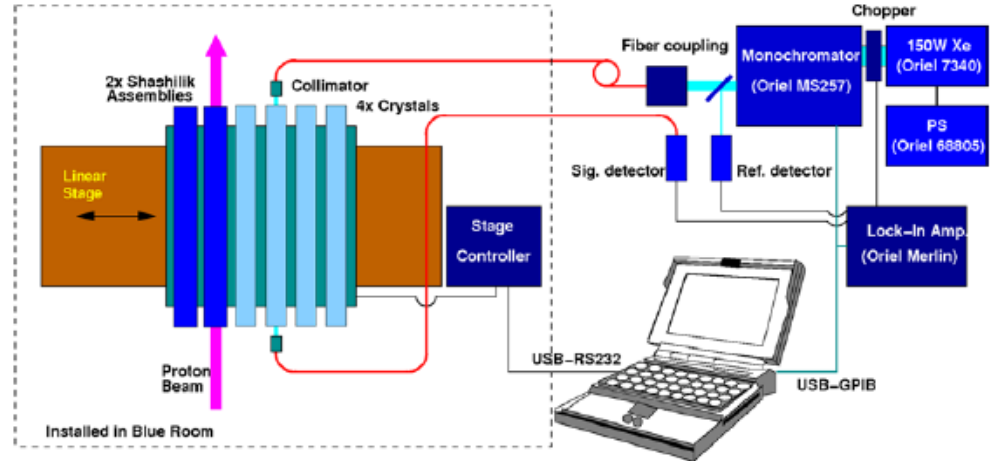 Chopper
Fiber coupling
Monochromator
(Oriel MS257)
150W Xe
(Oriel 7340)
2x Shashilik
Assemblies
Collimator
4x Crystals
PS
(Oriel 68805)
Linear
Stage
Sig. detector
Ref. detector
Stage
Controller
Lock-In Amp.
(Oriel Merlin)
USB-RS232
USB-GPIB
Proton
Beam
Installed in Blue Room